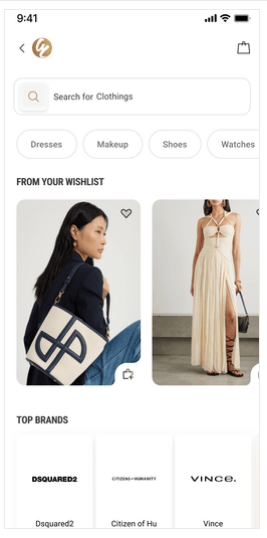 9:41
Search for Clothings
Dresses
Makeup
Shoes
Watches
FROM YOUR WISHLIST
TOP BRANDS
DSQUARED2
CITIZENS of HUMANITY
VINCE.
Dsquared2
Citizen of Hu
Vince